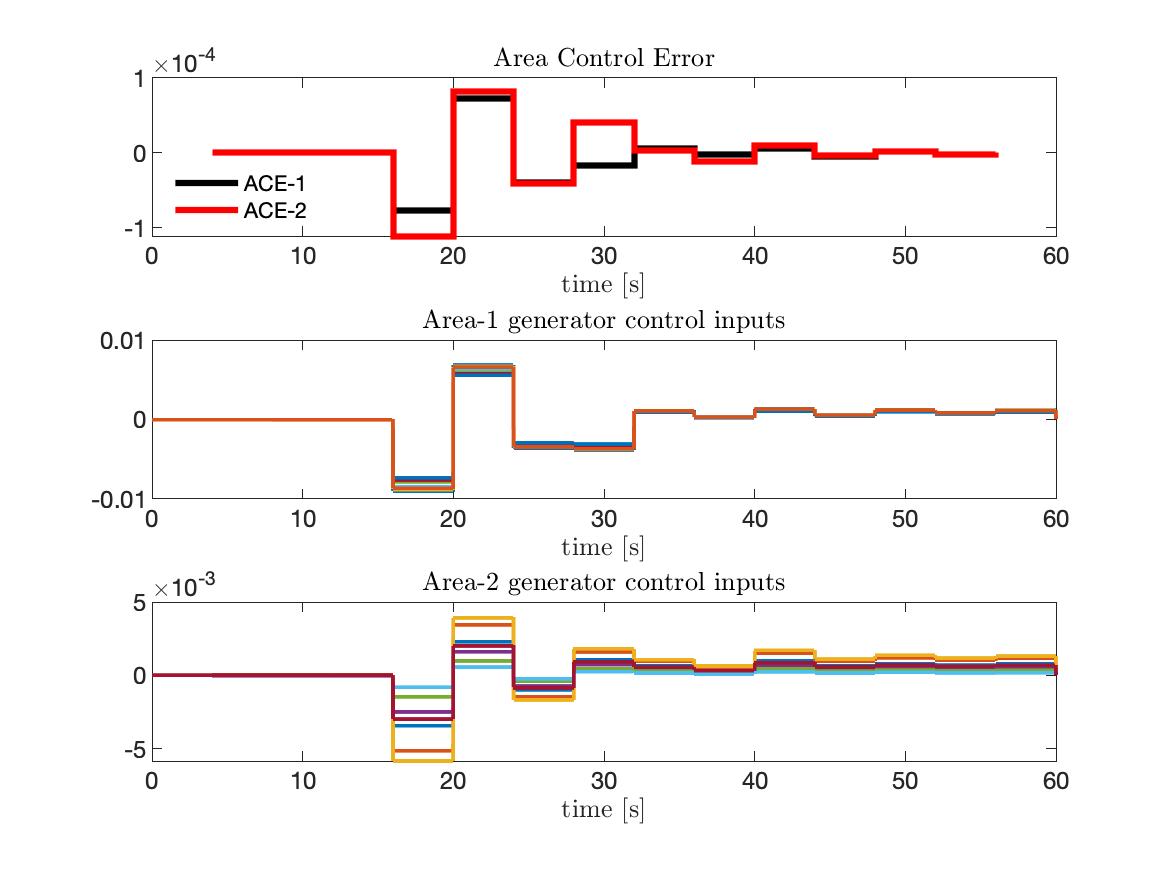 Area Control Error
×10-4
1
0
-1
ACE-1
ACE-2
0 10 20 30 40 50 60
time [s]
Area-1 generator control inputs
0.01
0
-0.01
0 10 20 30 40 50 60
time [s]
Area-2 generator control inputs
×10-3
5
0
-5
0 10 20 30 40 50 60
time [s]